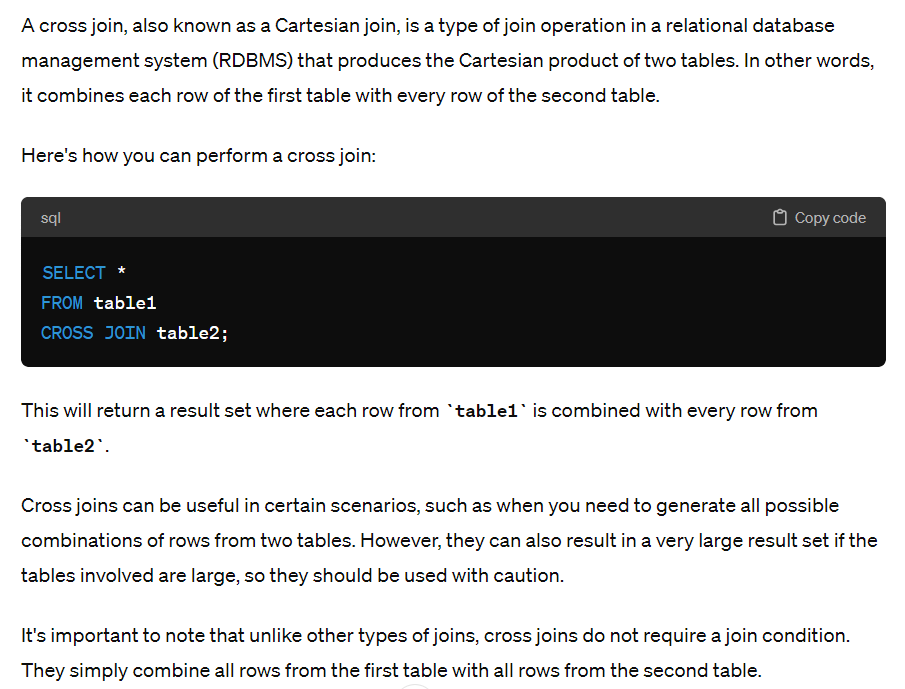 A cross join, also known as a Cartesian join, is a type of join operation in a relational database
management system (RDBMS) that produces the Cartesian product of two tables. In other words,
it combines each row of the first table with every row of the second table.
Here's how you can perform a cross join:
sql
Copy code
SELECT *
FROM table1
CROSS JOIN table2;
This will return a result set where each row from `table1` is combined with every row from
`table2`.
Cross joins can be useful in certain scenarios, such as when you need to generate all possible
combinations of rows from two tables. However, they can also result in a very large result set if the
tables involved are large, so they should be used with caution.
It's important to note that unlike other types of joins, cross joins do not require a join condition.
They simply combine all rows from the first table with all rows from the second table.